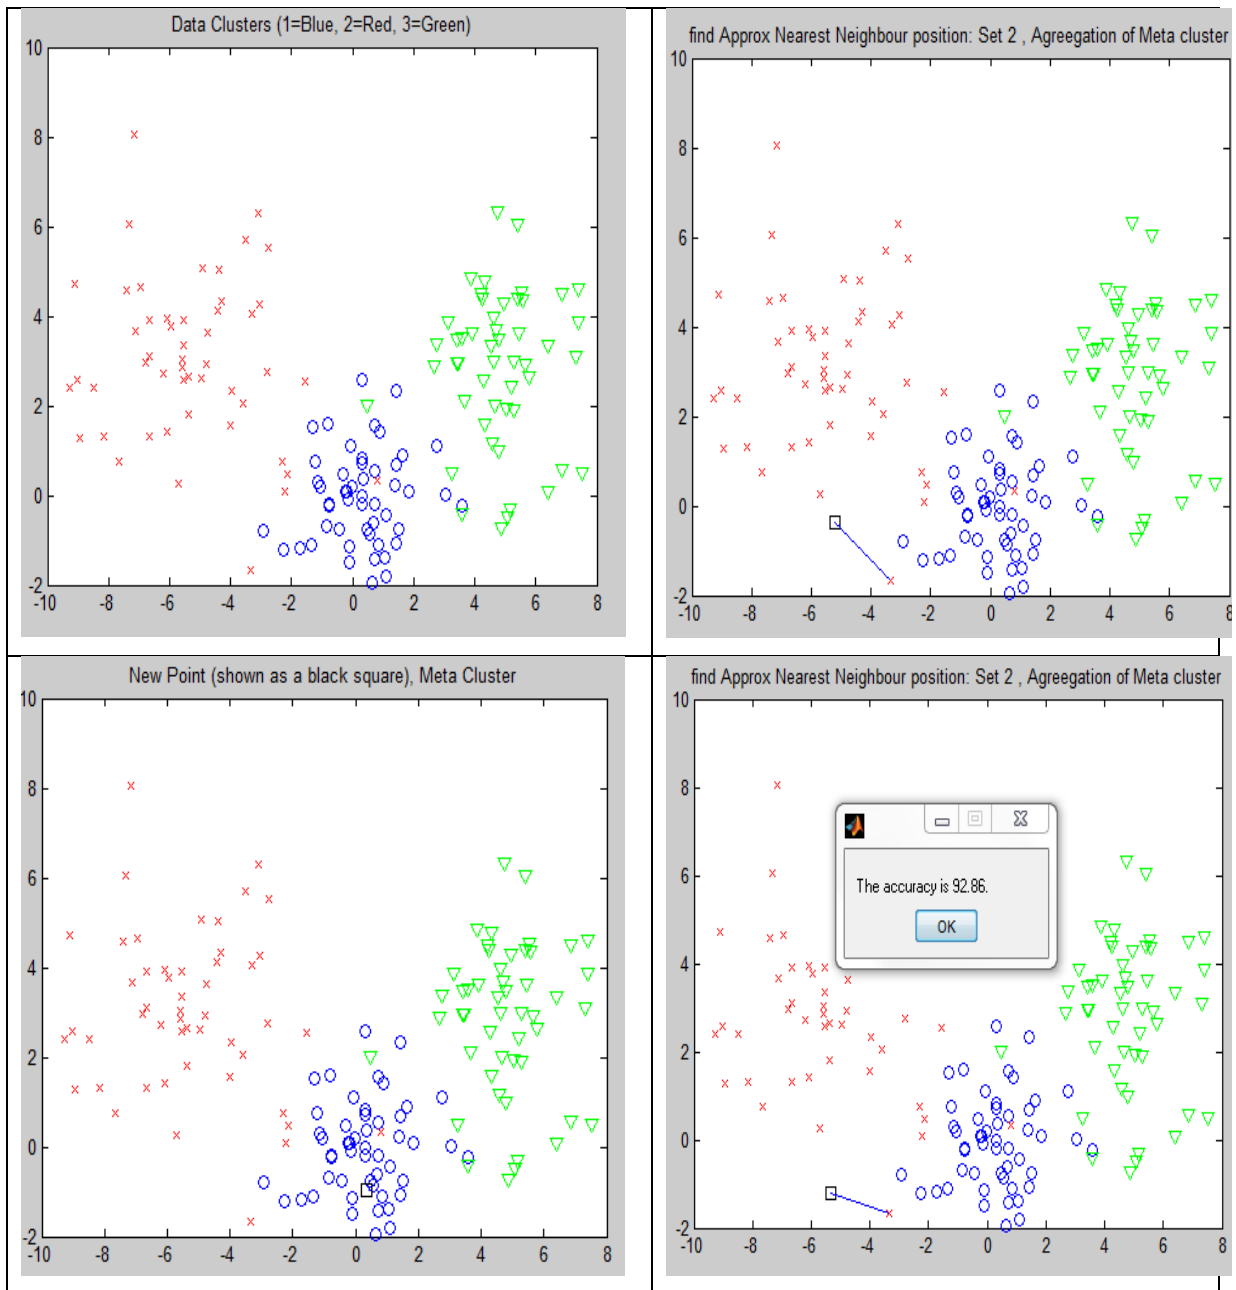 Data Clusters (1=Blue, 2=Red, 3=Green)
10
8
6
4
2
0
-2
-10 -8 -6 -4 -2 0 2 4 6 8
find Approx Nearest Neighbour position: Set 2 , Agreegation of Meta cluster
10
8
6
4
2
0
-2
-10 -8 -6 -4 -2 0 2 4 6 8
New Point (shown as a black square), Meta Cluster
10
8
6
4
2
0
-2
-10 -8 -6 -4 -2 0 2 4 6 8
find Approx Nearest Neighbour position: Set 2 , Agreegation of Meta cluster
10
8
6
4
2
0
-2
-10 -8 -6 -4 -2 0 2 4 6 8
The accuracy is 92.86.
OK